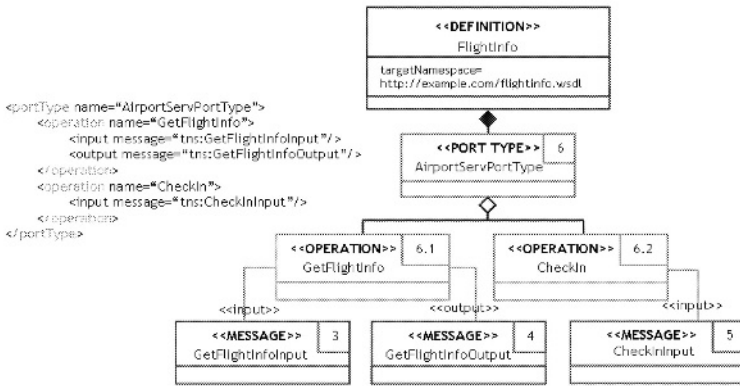 <<DEFINITION>>
FlightInfo
targetNamespace=
http://example.com/flightinfo.wsdl
<portType name="AirportServPortType">
<operation name="GetFlightInfo">
<input message="tns:GetFlightInfoInput"/>
<output message="tns:GetFlightInfoOutput"/>
</operation>
<operation name="CheckIn">
<input message="tns:CheckInInput"/>
</operation>
</portType>
<<PORT TYPE>> 6
AirportServPortType
<<OPERATION>> 6.1
GetFlightInfo
<<OPERATION>> 6.2
CheckIn
<<input>>
<<output>>
<<input>>
<<MESSAGE>> 3
GetFlightInfoInput
<<MESSAGE>> 4
GetFlightInfoOutput
<<MESSAGE>> 5
CheckInInput